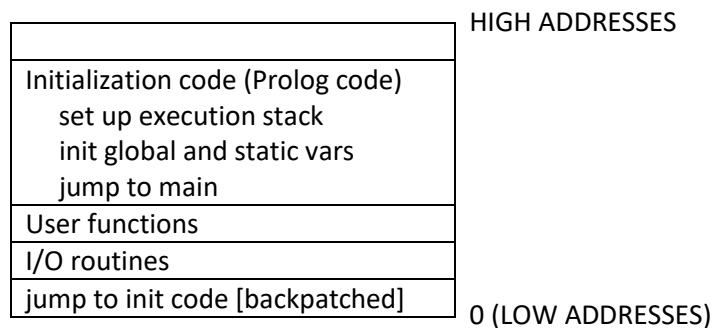 HIGH ADDRESSES
Initialization code (Prolog code)
set up execution stack
init global and static vars
jump to main
User functions
I/O routines
jump to init code [backpatched]
0 (LOW ADDRESSES)